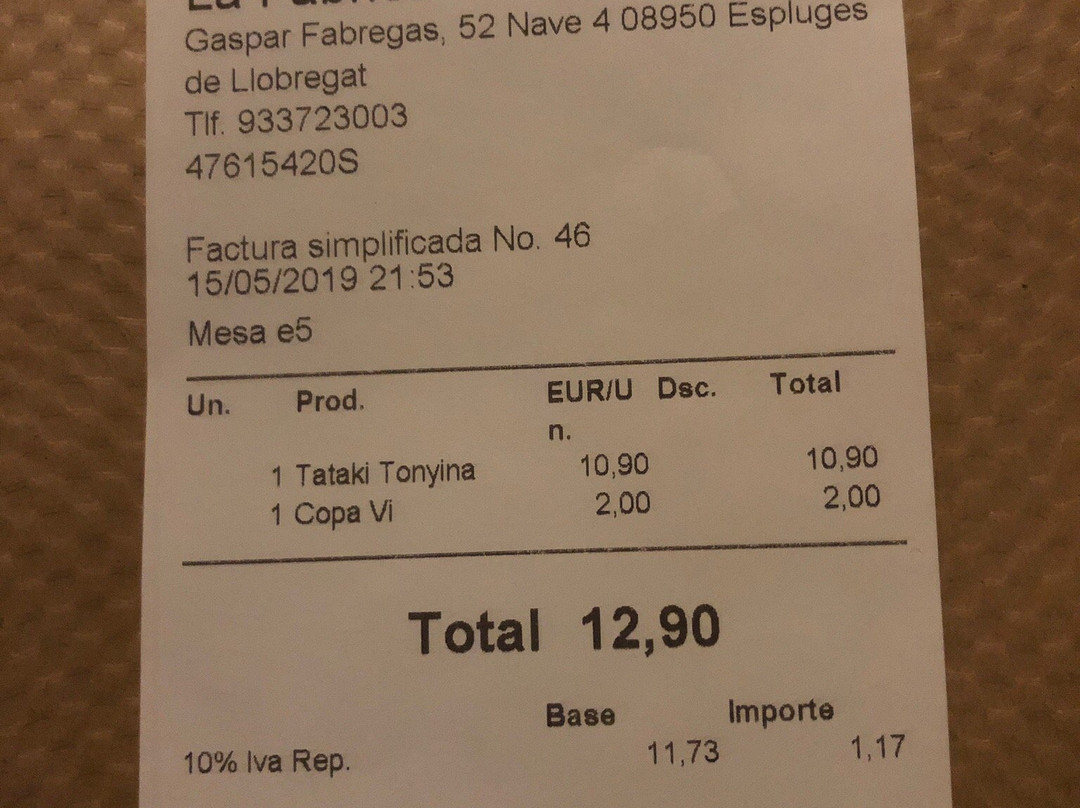 La
Gaspar Fabregas, 52 Nave 4 08950 Espluges
de Llobregat
Tlf. 933723003
47615420S
Factura simplificada No. 46
15/05/2019 21:53
Mesa e5
Un. Prod. EUR/U Dsc. Total
n.
1 Tataki Tonyina 10,90 10,90
1 Copa Vi 2,00 2,00
Total 12,90
Base Importe
10% Iva Rep. 11,73 1,17